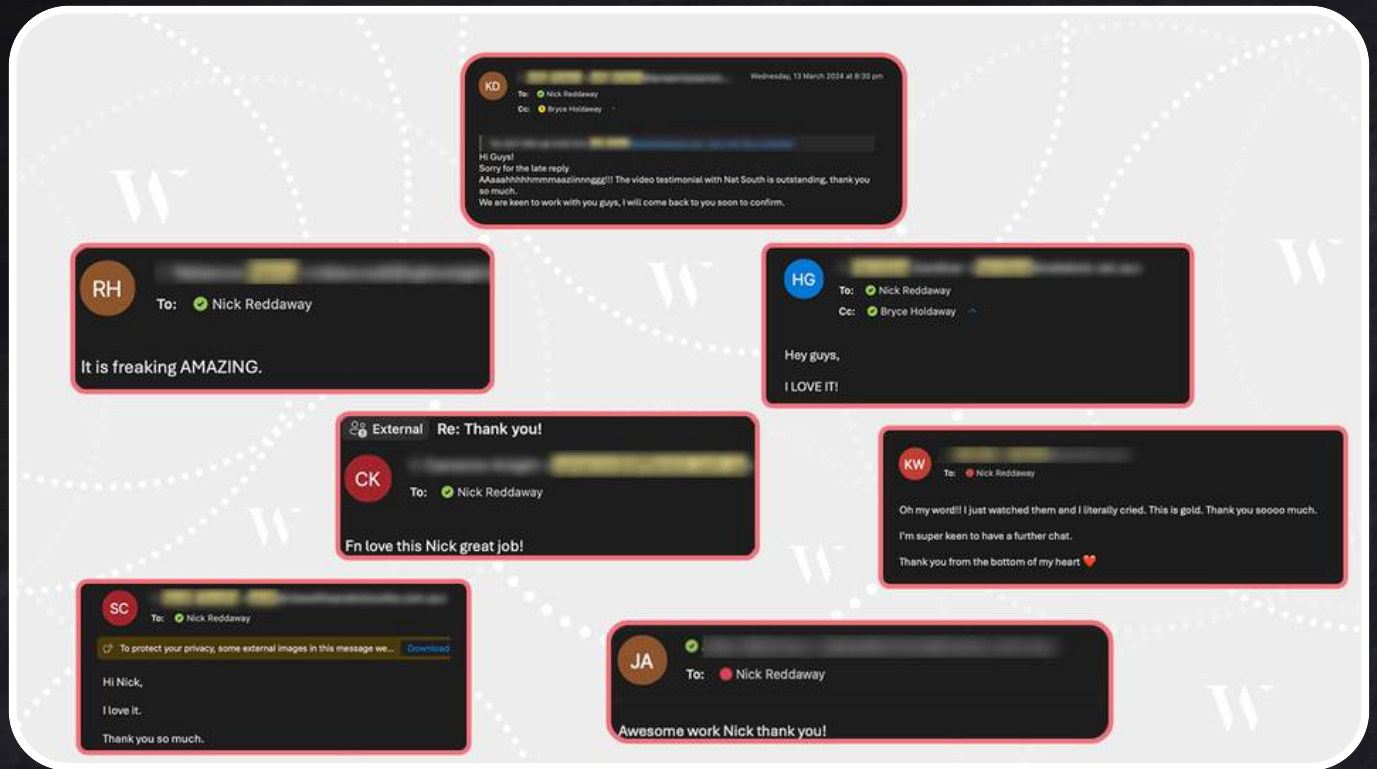 KD
Wednesday, 13 March 2024 at 8:30 pm
To: Nick Reddaway
Cc: Bryce Holdaway
Hi Guys!
Sorry for the late reply
AAaaahhhhhmmmaaziinnnggg!!! The video testimonial with Nat South is outstanding, thank you
so much.
We are keen to work with you guys, I will come back to you soon to confirm.
RH
To: Nick Reddaway
It is freaking AMAZING.
HG
To: Nick Reddaway
Cc: Bryce Holdaway
Hey guys,
I LOVE IT!
External Re: Thank you!
CK
To: Nick Reddaway
Fn love this Nick great job!
KW
To: Nick Reddaway
Oh my word!! I just watched them and I literally cried. This is gold. Thank you soooo much.
I'm super keen to have a further chat.
Thank you from the bottom of my heart ❤️
SC
To: Nick Reddaway
To protect your privacy, some external images in this message we... Download
Hi Nick,
I love it.
Thank you so much.
JA
To: Nick Reddaway
Awesome work Nick thank you!